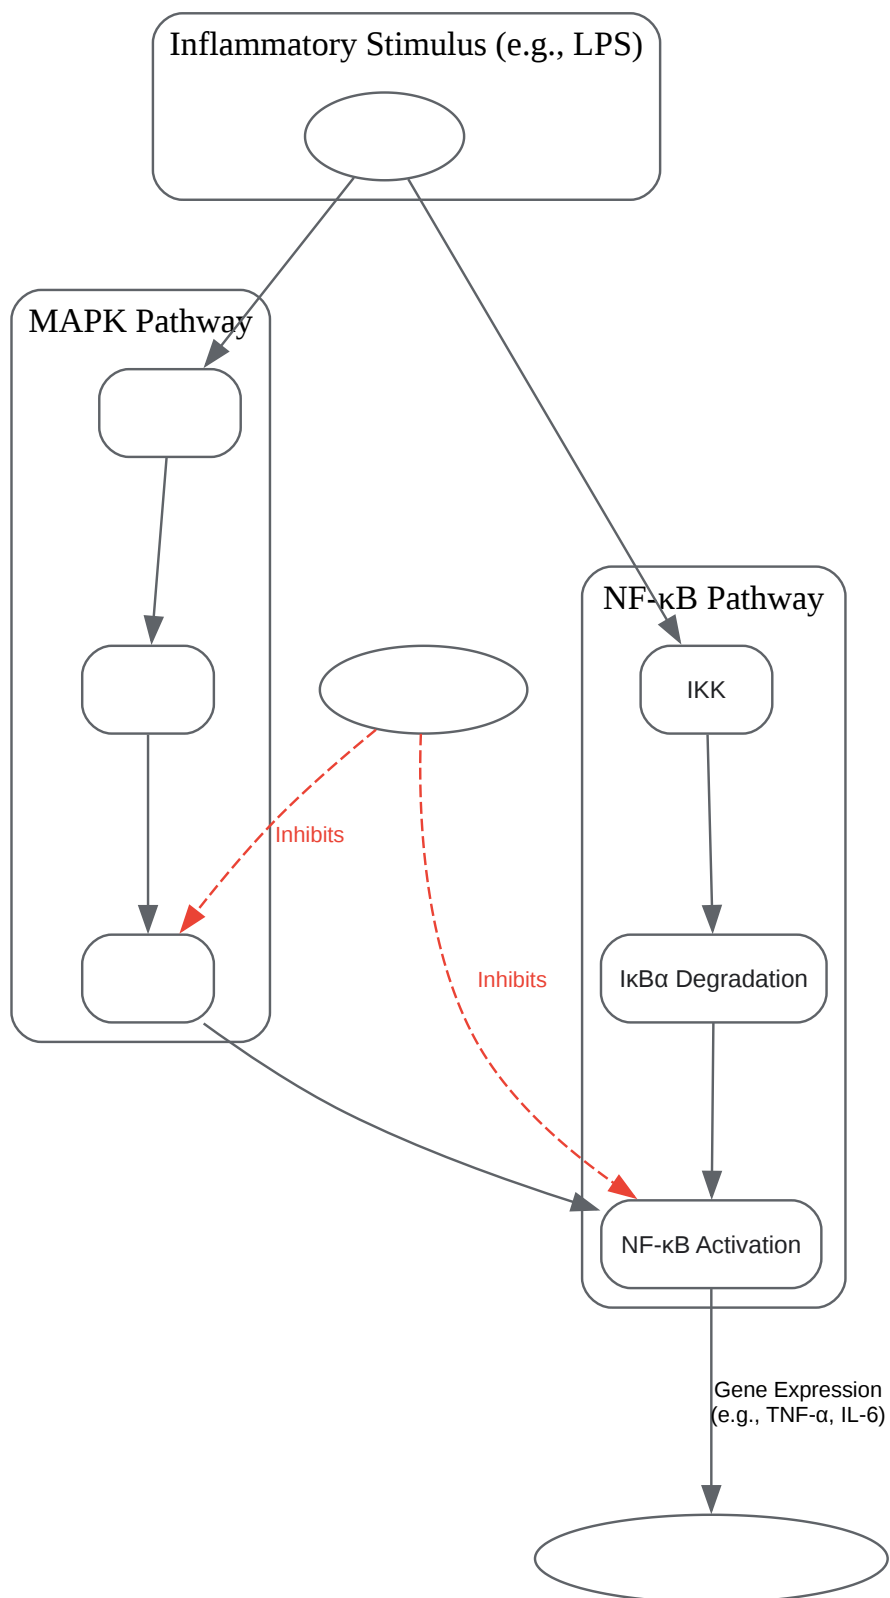 Inflammatory Stimulus (e.g., LPS)
MAPK Pathway
NF-κB Pathway
IKK
Inhibits
IκBα Degradation
Inhibits
NF-κB Activation
Gene Expression
(e.g., TNF-α, IL-6)